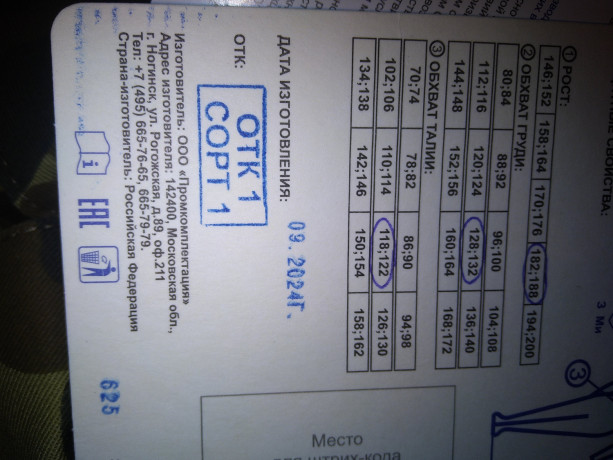 ① РОСТ:
146;152 158;164 170;176 182;188 194;200
② ОБХВАТ ГРУДИ:
80;84 88;92 96;100 104;108
112;116 120;124 128;132 136;140
144;148 152;156 160;164 168;172
③ ОБХВАТ ТАЛИИ:
70;74 78;82 86;90 94;98
102;106 110;114 118;122 126;130
134;138 142;146 150;154 158;162
ДАТА ИЗГОТОВЛЕНИЯ: 09.2024Г.
ОТК:
ОТК 1
СОРТ 1
Изготовитель: ООО «Промкомплектация»
Адрес изготовителя: 142400, Московская обл.,
г. Ногинск, ул. Рогожская, д.89, оф.211
Тел: +7 (495) 665-76-65, 665-79-79.
Страна-изготовитель: Российская Федерация
i
EAC
625
Место
③
3